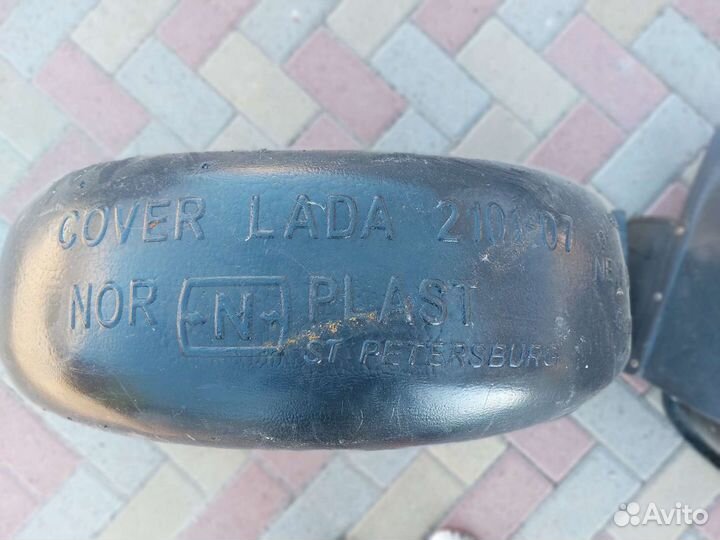 COVER LADA 2101-07
NOR N PLAST
ST PETERSBURG
Avito